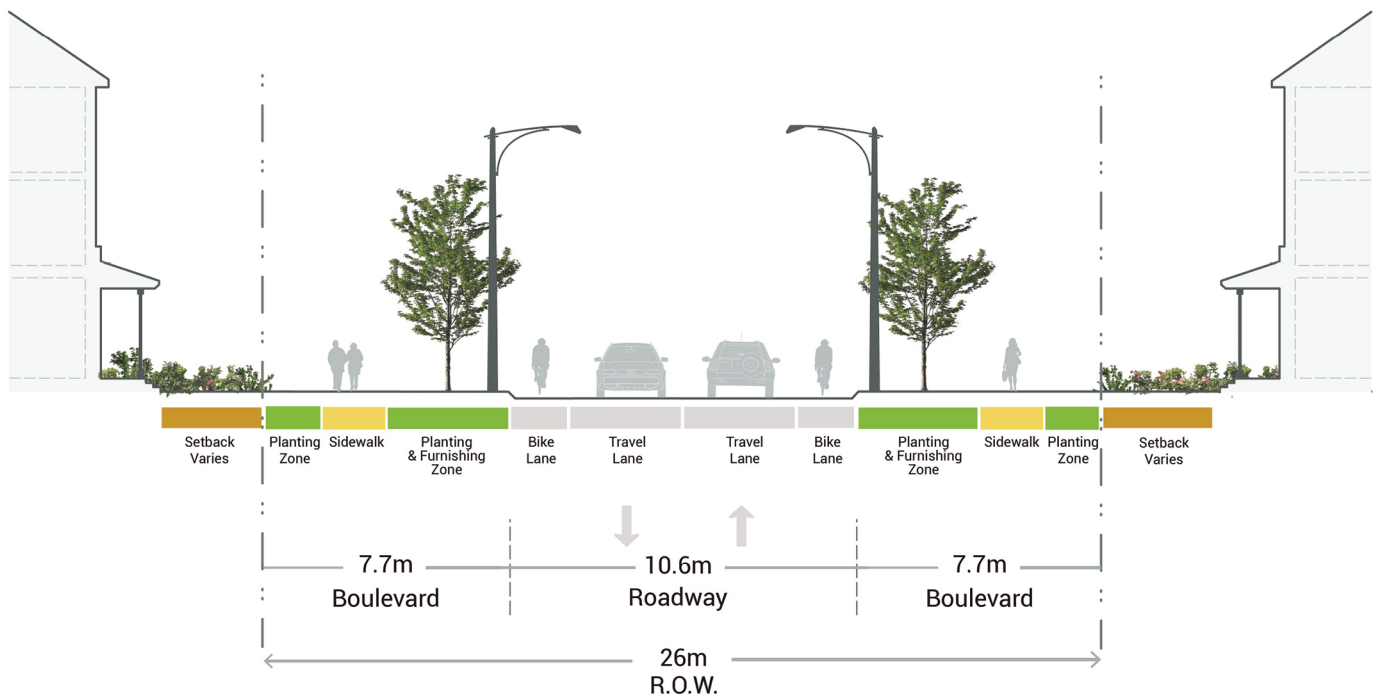 Setback
Varies
Planting
Zone
Sidewalk
Planting
& Furnishing
Zone
Bike
Lane
Travel
Lane
Travel
Lane
Bike
Lane
Planting
& Furnishing
Zone
Sidewalk
Planting
Zone
Setback
Varies
7.7m
Boulevard
10.6m
Roadway
7.7m
Boulevard
26m
R.O.W.